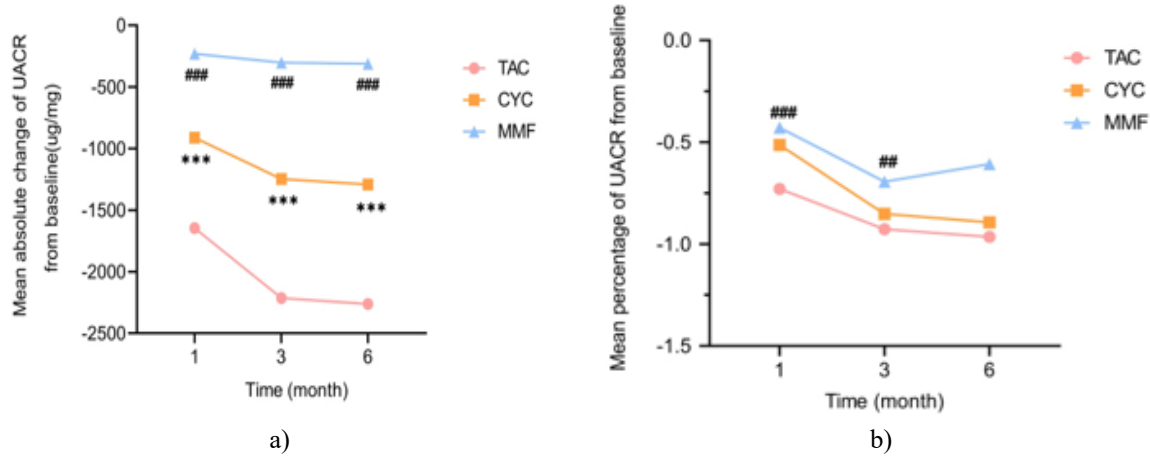 Mean absolute change of UACR
from baseline(ug/mg)
0
-500
-1000
-1500
-2000
-2500
###
###
###
***
***
***
1
3
6
Time (month)
TAC
CYC
MMF
a)
Mean percentage of UACR from baseline
0.0
-0.5
-1.0
-1.5
###
##
1
3
6
Time (month)
TAC
CYC
MMF
b)